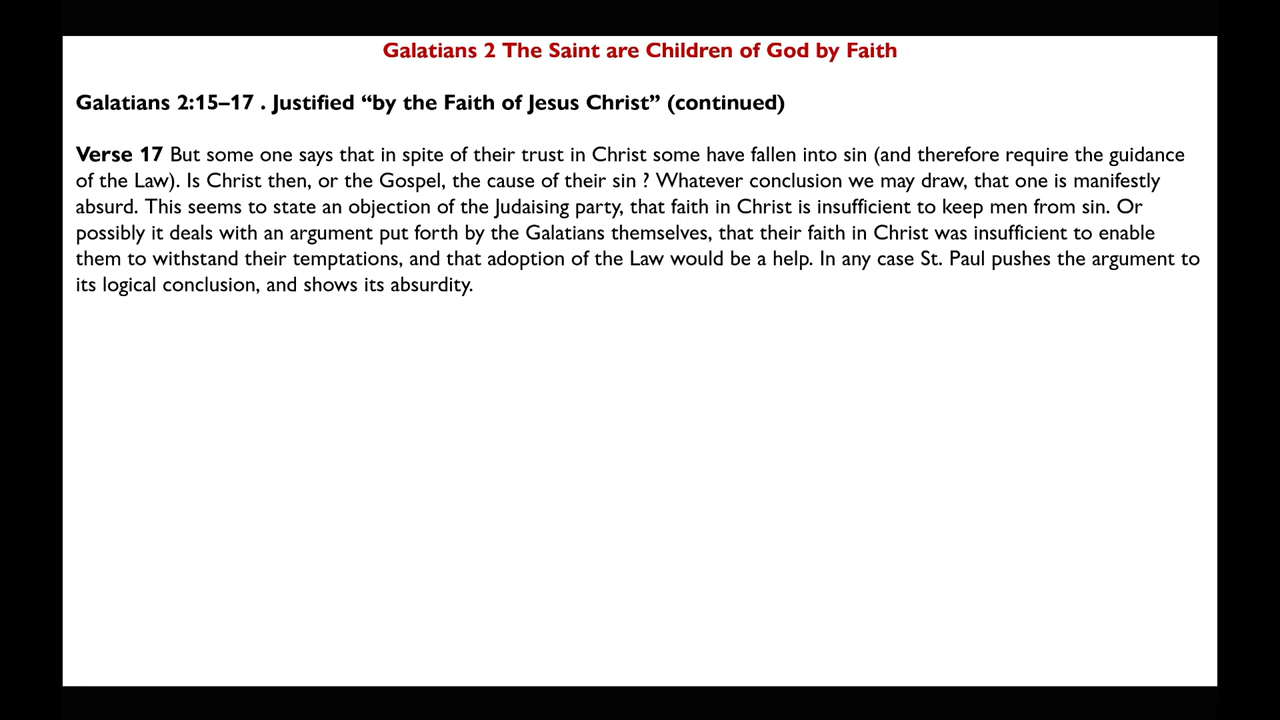 Galatians 2 The Saint are Children of God by Faith
Galatians 2:15–17 . Justified “by the Faith of Jesus Christ” (continued)
Verse 17 But some one says that in spite of their trust in Christ some have fallen into sin (and therefore require the guidance
of the Law). Is Christ then, or the Gospel, the cause of their sin ? Whatever conclusion we may draw, that one is manifestly
absurd. This seems to state an objection of the Judaising party, that faith in Christ is insufficient to keep men from sin. Or
possibly it deals with an argument put forth by the Galatians themselves, that their faith in Christ was insufficient to enable
them to withstand their temptations, and that adoption of the Law would be a help. In any case St. Paul pushes the argument to
its logical conclusion, and shows its absurdity.